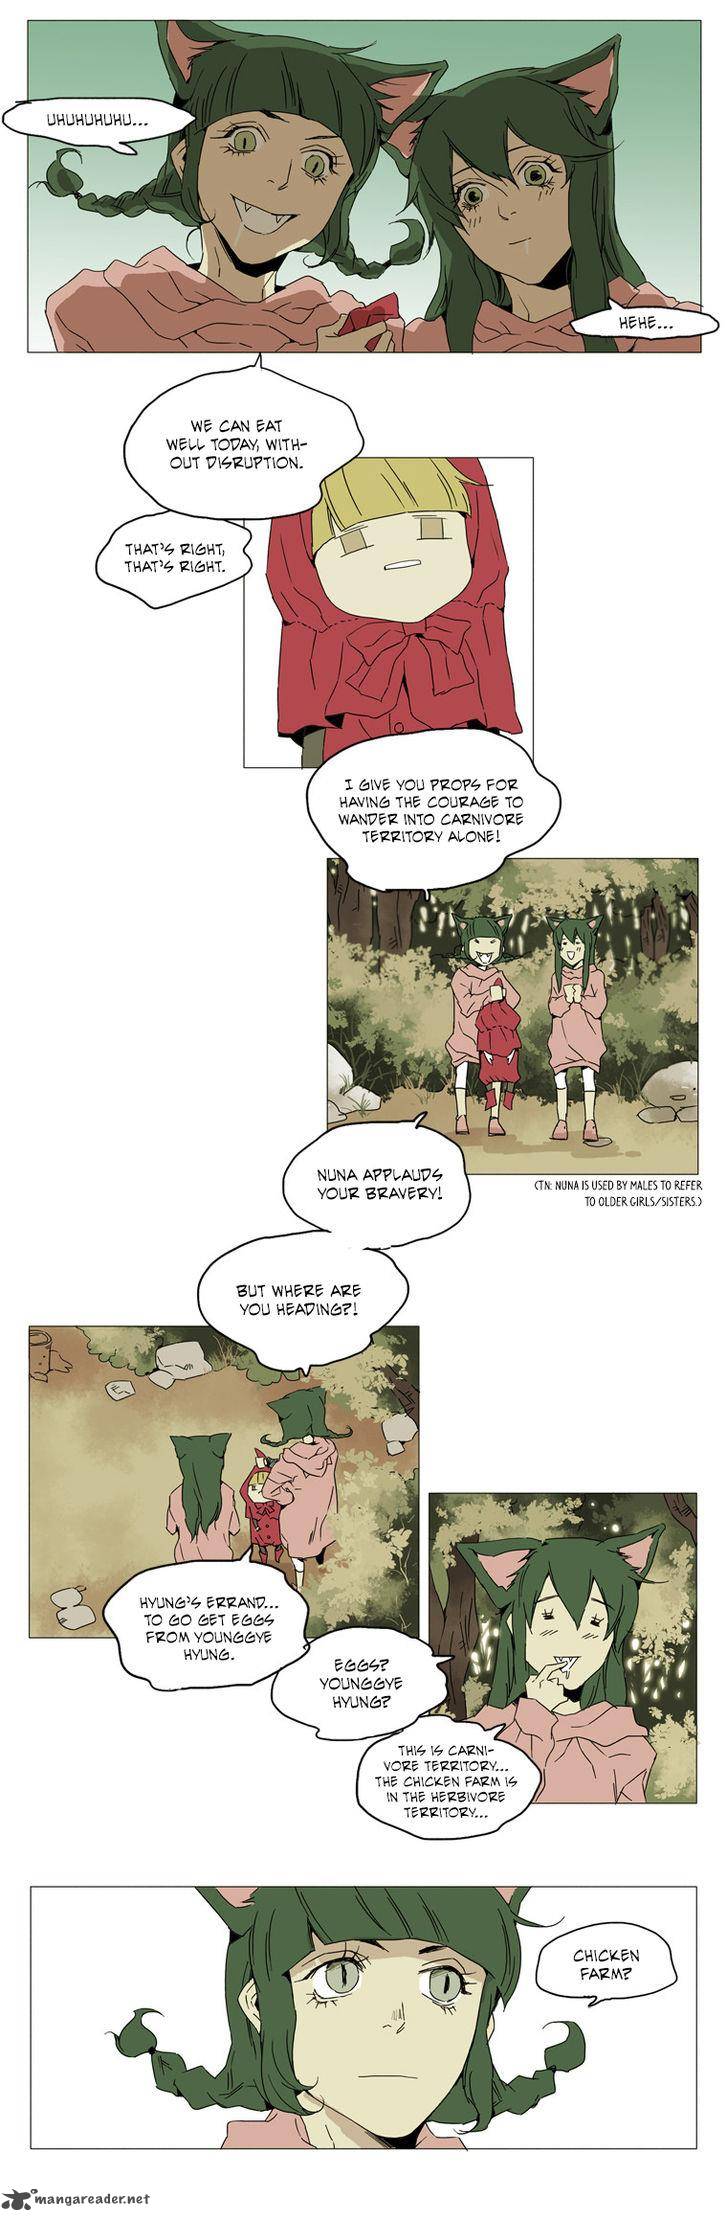 UHUHUHUHU...
HEHE...
WE CAN EAT
WELL TODAY, WITH-
OUT DISRUPTION.
THAT'S RIGHT,
THAT'S RIGHT.
I GIVE YOU PROPS FOR
HAVING THE COURAGE TO
WANDER INTO CARNIVORE
TERRITORY ALONE!
NUNA APPLAUDS
YOUR BRAVERY!
(TN: NUNA IS USED BY MALES TO REFER
TO OLDER GIRLS/SISTERS.)
BUT WHERE ARE
YOU HEADING?!
HYUNG'S ERRAND...
TO GO GET EGGS
FROM YOUNGGYE
HYUNG.
EGGS?
YOUNGGYE
HYUNG?
THIS IS CARNI-
VORE TERRITORY...
THE CHICKEN FARM IS
IN THE HERBIVORE
TERRITORY...
CHICKEN
FARM?
mangareader.net